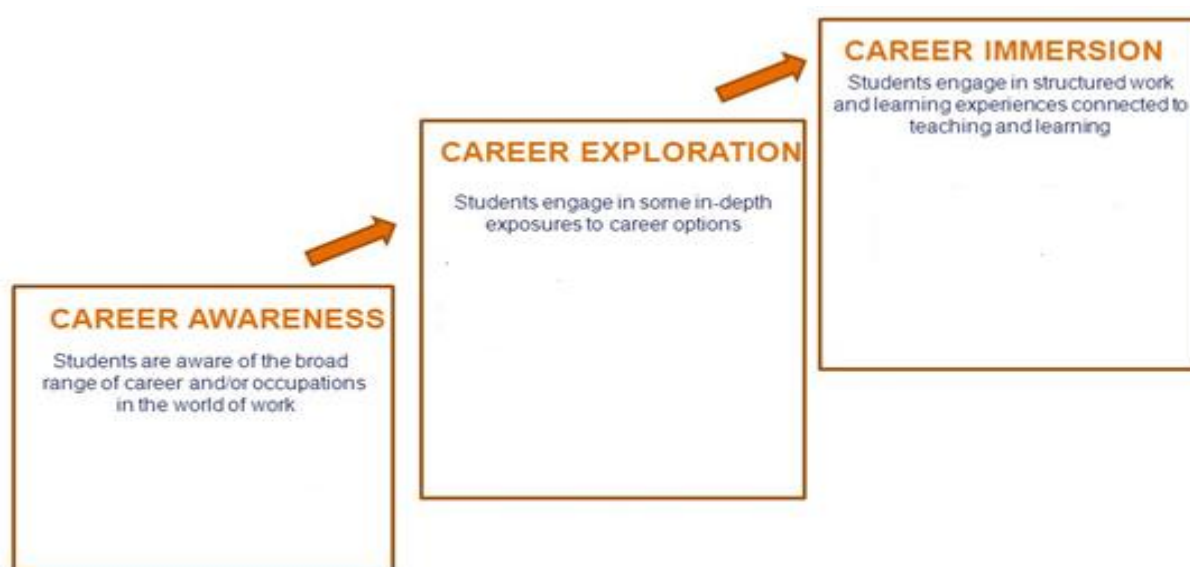 CAREER AWARENESS
Students are aware of the broad
range of career and/or occupations
in the world of work
CAREER EXPLORATION
Students engage in some in-depth
exposures to career options
CAREER IMMERSION
Students engage in structured work
and learning experiences connected to
teaching and learning